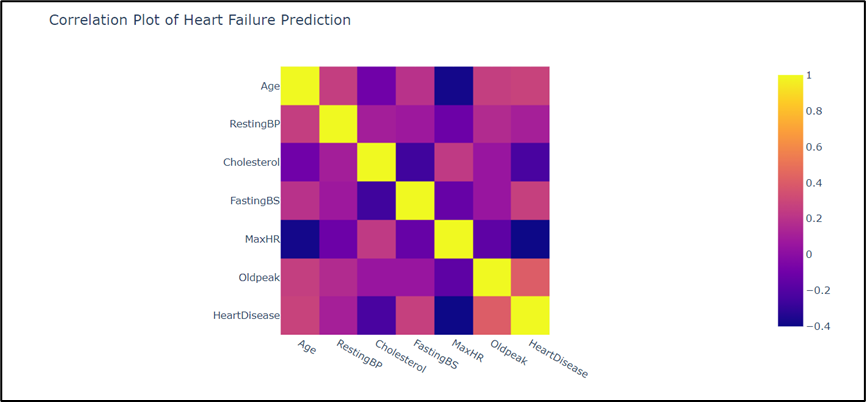 Correlation Plot of Heart Failure Prediction
Age
RestingBP
Cholesterol
FastingBS
MaxHR
Oldpeak
HeartDisease
Age
RestingBP
Cholesterol
FastingBS
MaxHR
Oldpeak
HeartDisease
1
0.8
0.6
0.4
0.2
0
−0.2
−0.4